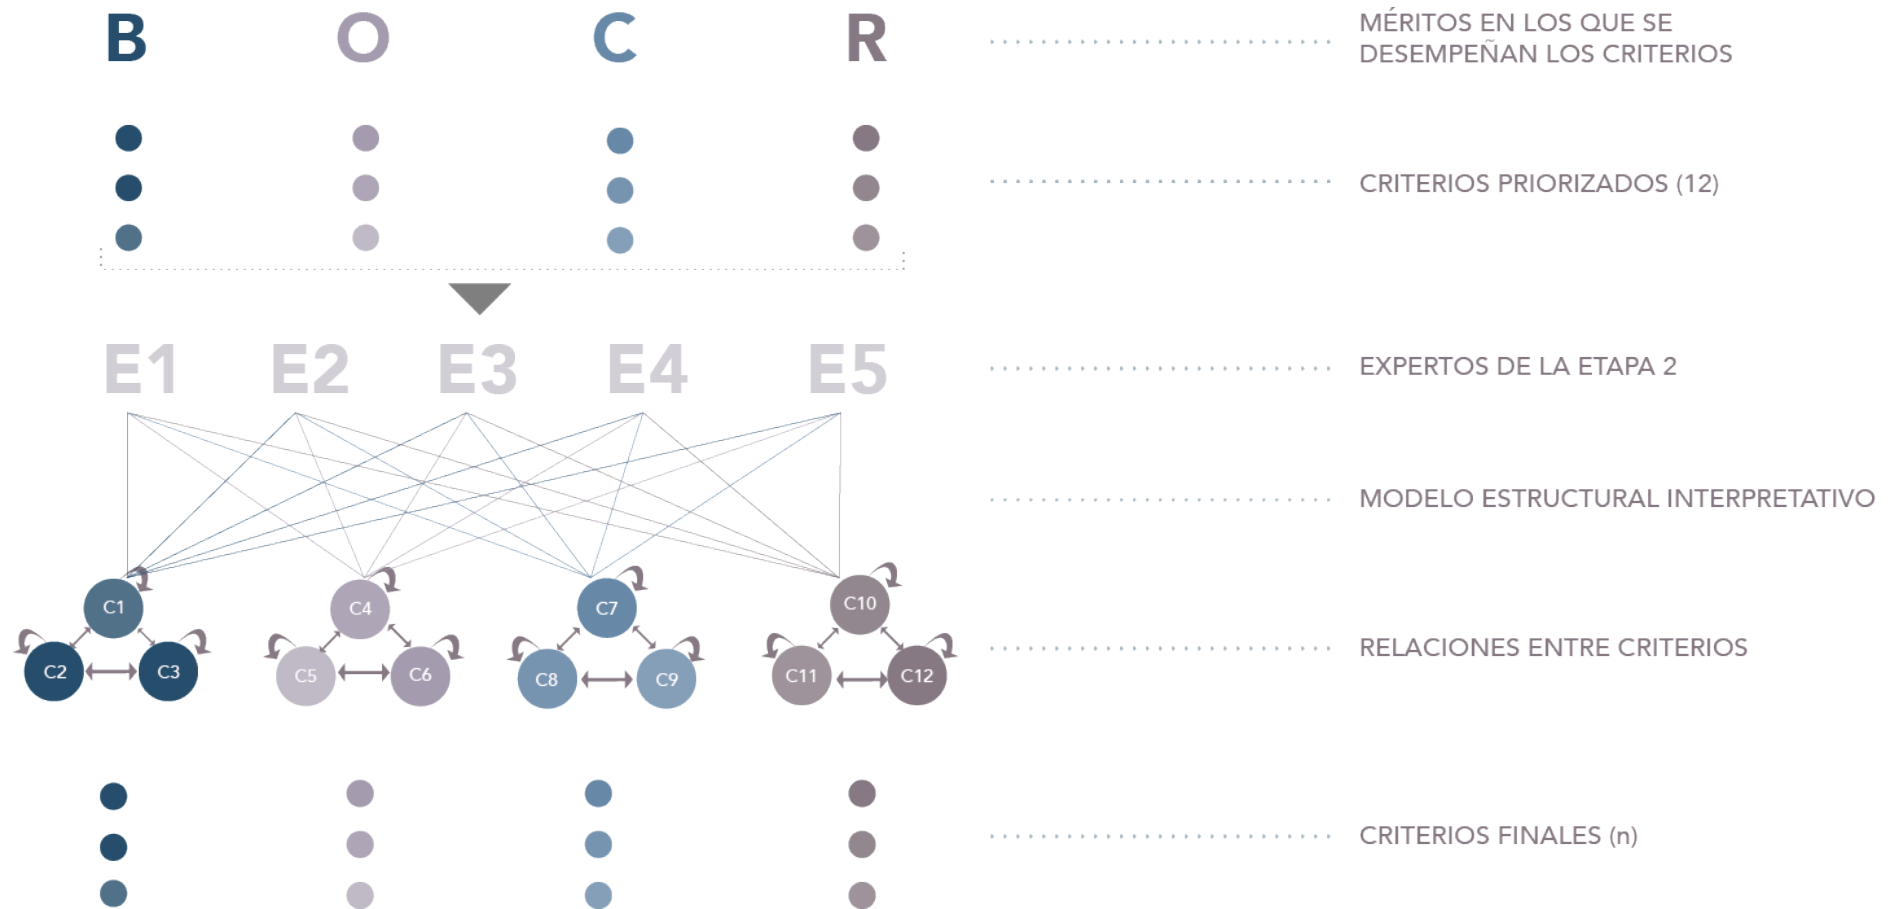 B O C R
MÉRITOS EN LOS QUE SE
DESEMPEÑAN LOS CRITERIOS
CRITERIOS PRIORIZADOS (12)
E1 E2 E3 E4 E5
EXPERTOS DE LA ETAPA 2
MODELO ESTRUCTURAL INTERPRETATIVO
C1 C4 C7 C10
RELACIONES ENTRE CRITERIOS
C2 C3 C5 C6 C8 C9 C11 C12
CRITERIOS FINALES (n)